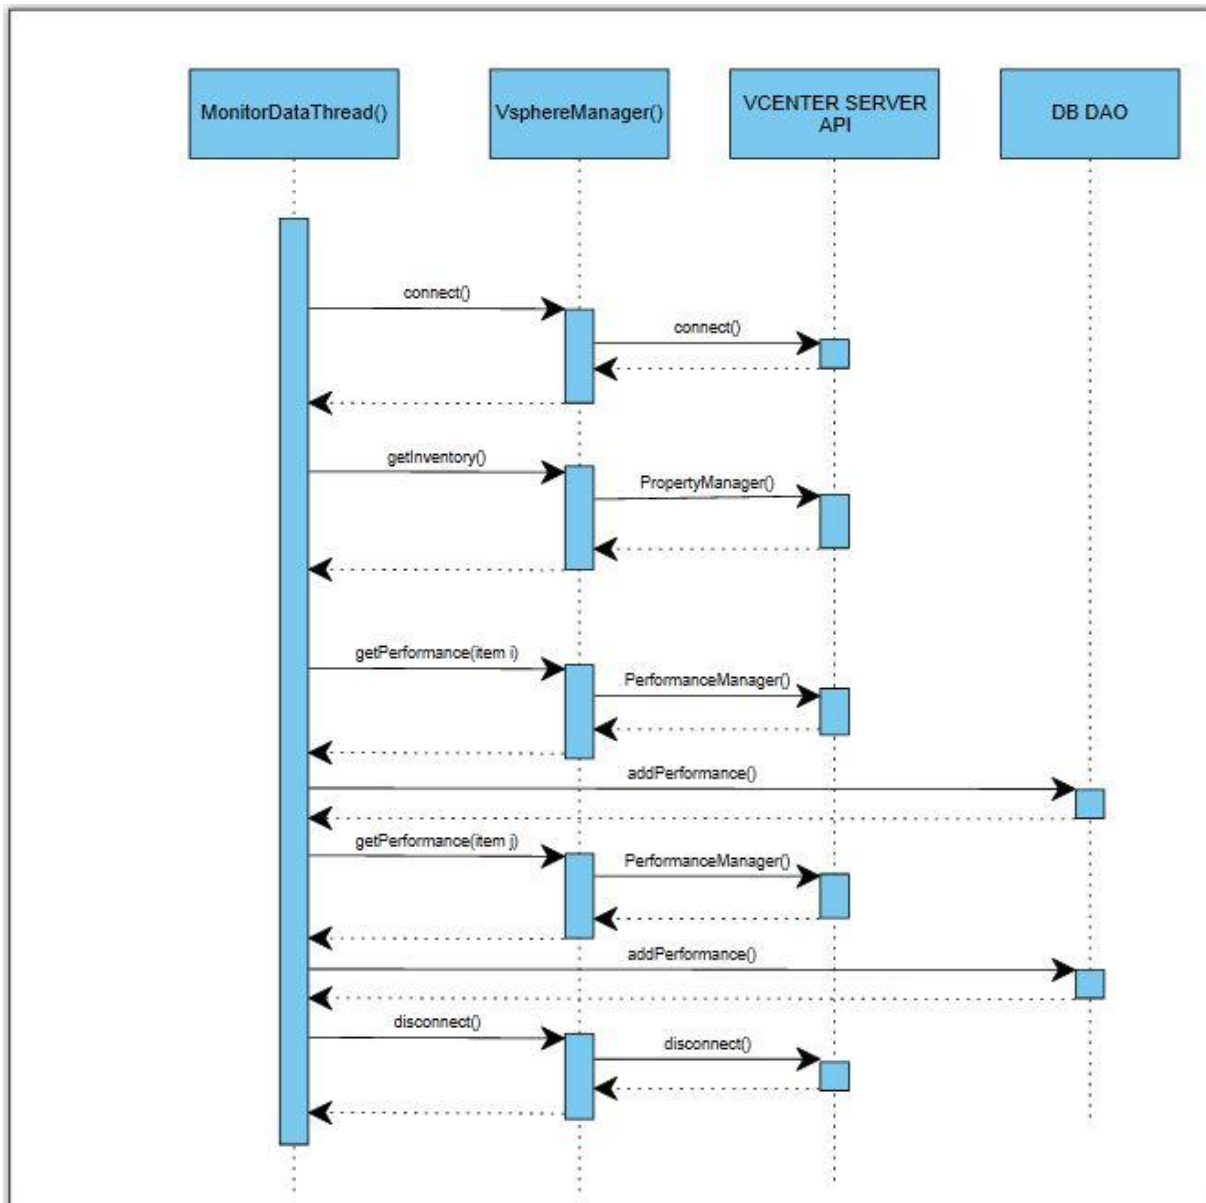 MonitorDataThread()
VsphereManager()
VCENTER SERVER
API
DB DAO
connect()
connect()
getInventory()
PropertyManager()
getPerformance(item i)
PerformanceManager()
addPerformance()
getPerformance(item j)
PerformanceManager()
addPerformance()
disconnect()
disconnect()